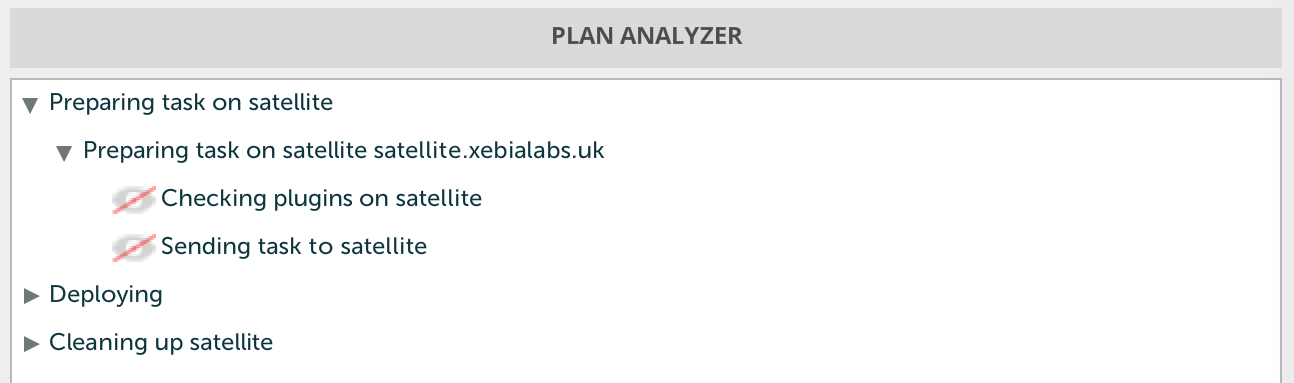 PLAN ANALYZER
Preparing task on satellite
Preparing task on satellite satellite.xebialabs.uk
Checking plugins on satellite
Sending task to satellite
Deploying
Cleaning up satellite